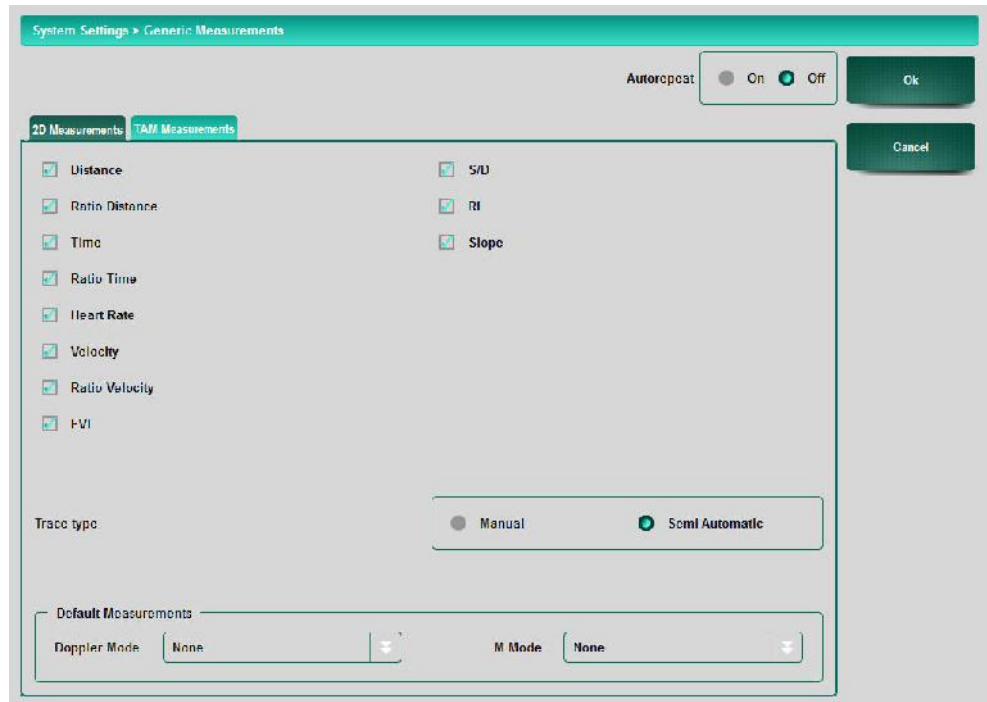 System Settings > Generic Measurements
Autorepeat On Off
Ok
Cancel
2D Measurements TAM Measurements
Distance S/D
Ratio Distance RI
Time Slope
Ratio Time
Heart Rate
Velocity
Ratio Velocity
Trace type Manual Semi Automatic
Default Measurements
Doppler Mode None M Mode None